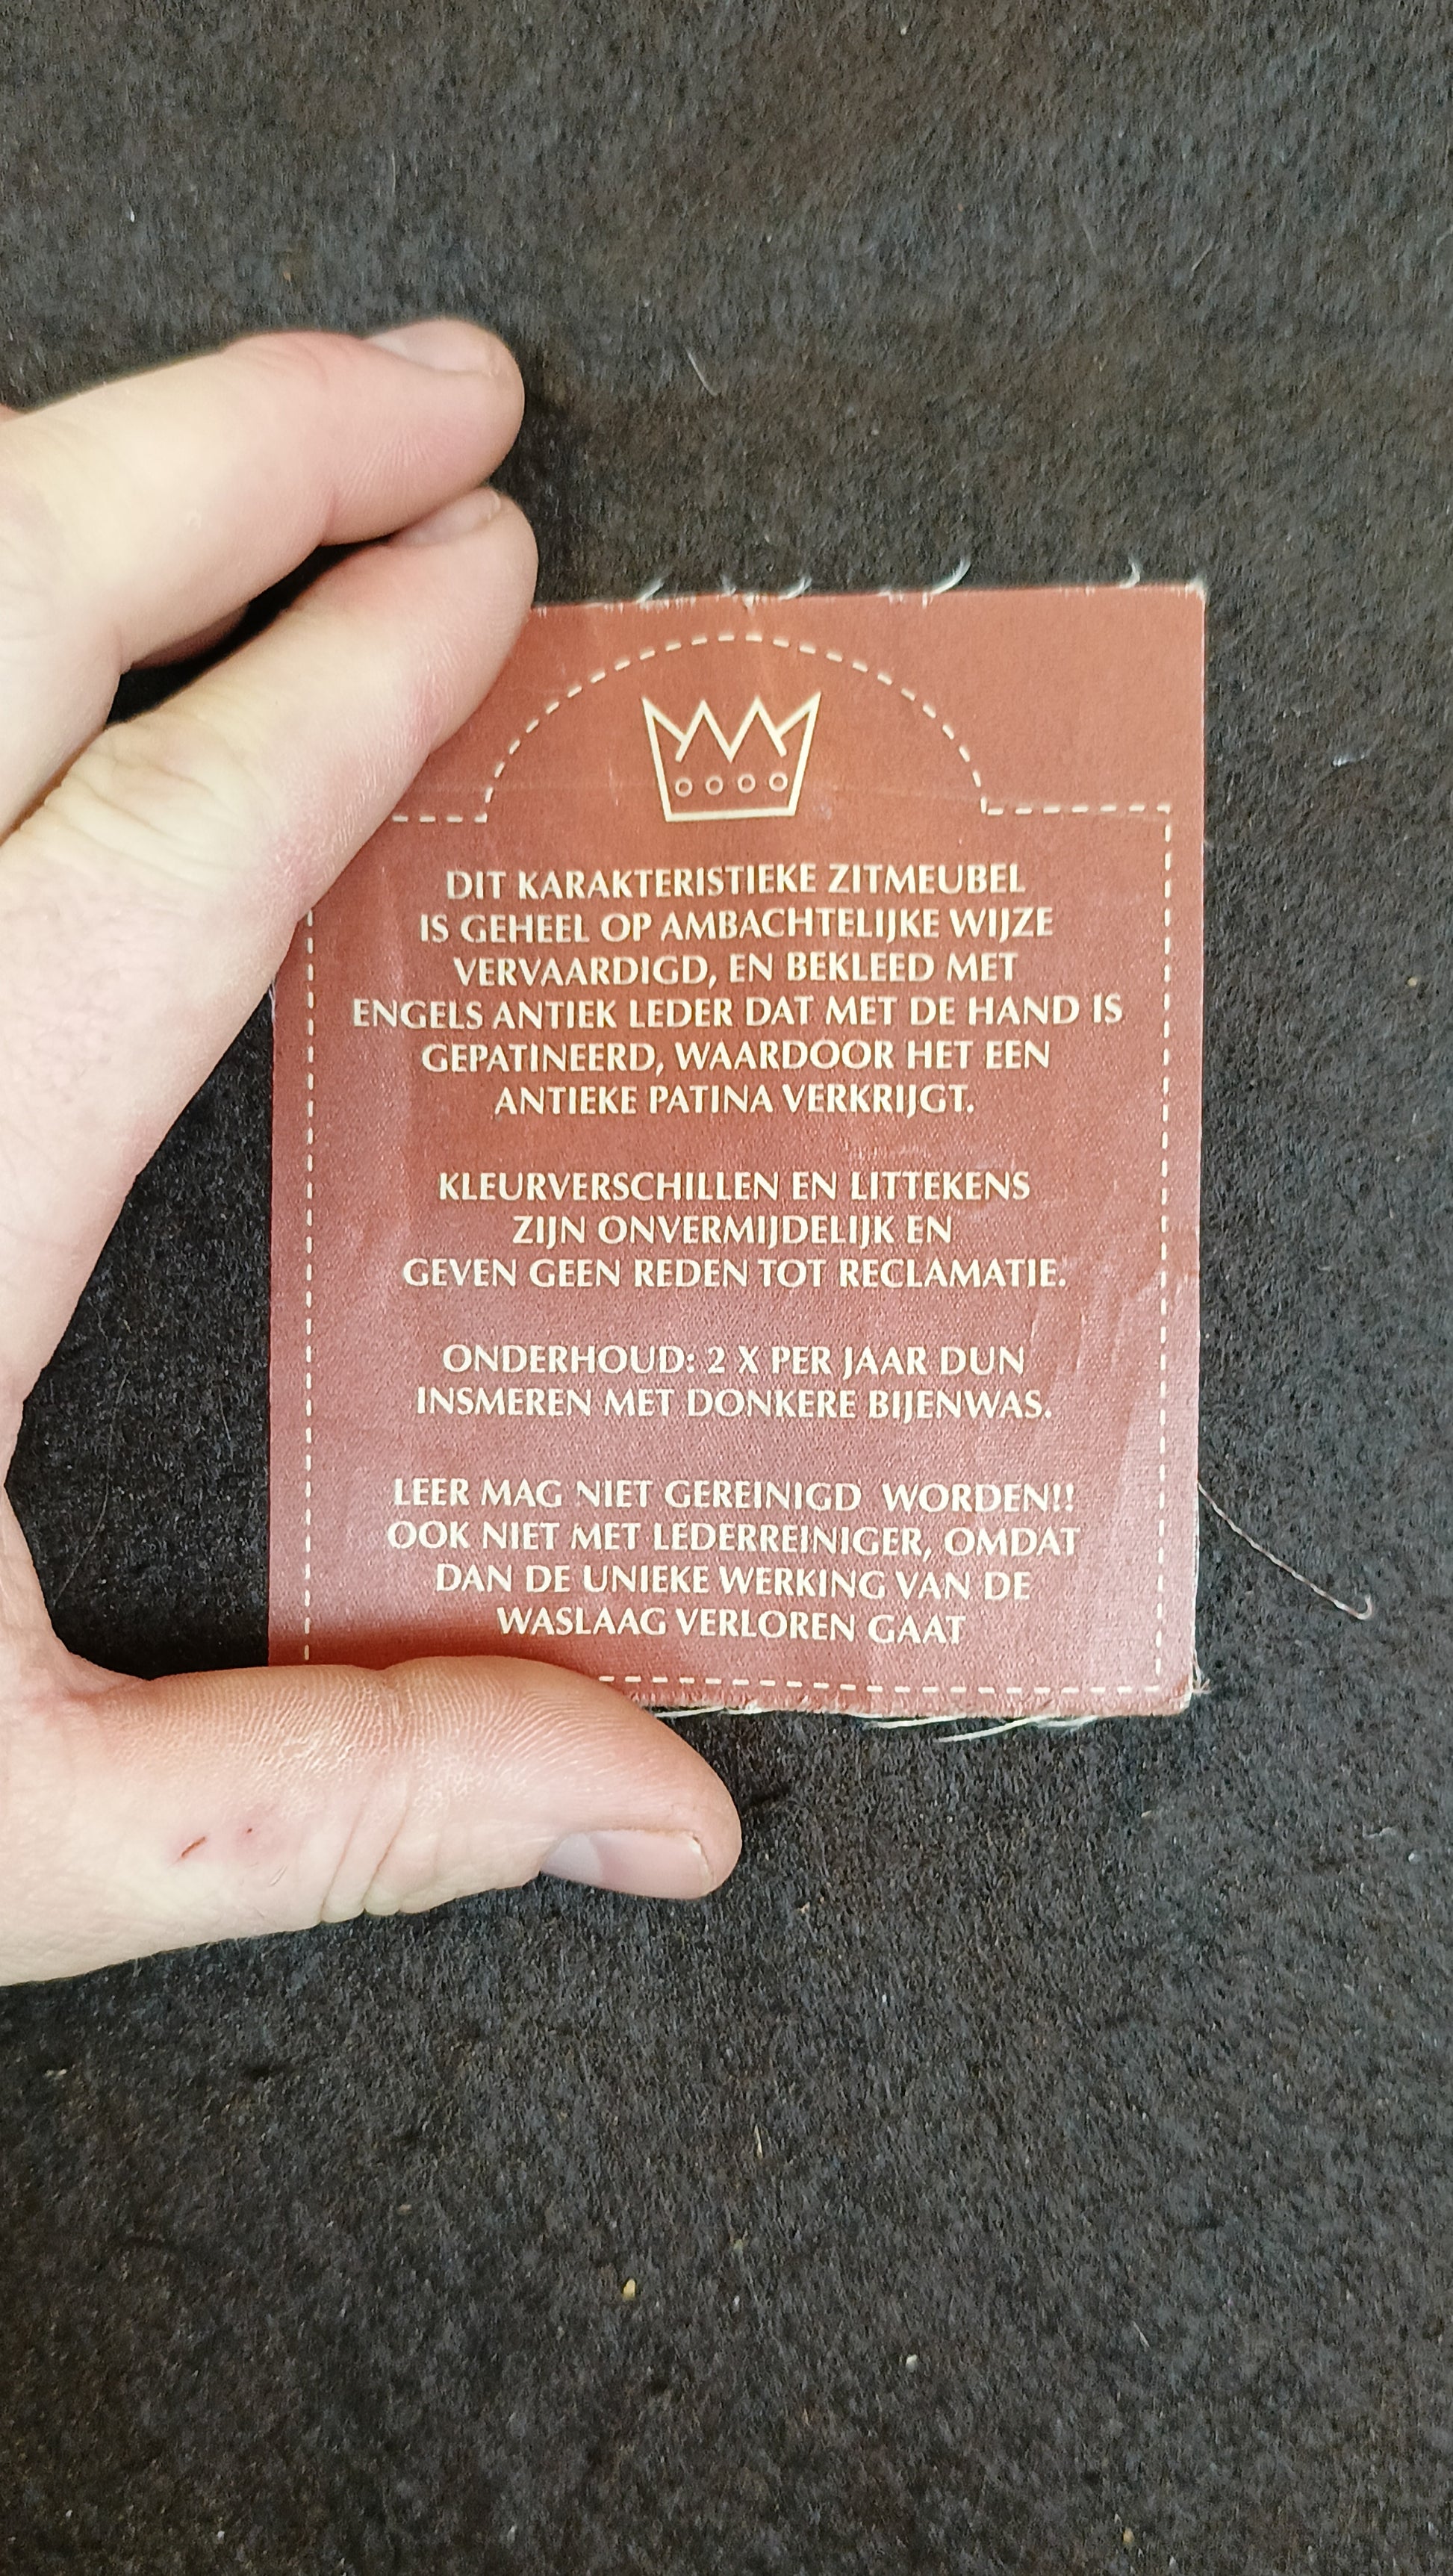 DIT KARAKTERISTIEKE ZITMEUBEL
IS GEHEEL OP AMBACHTELIJKE WIJZE
VERVAARDIGD, EN BEKLEED MET
ENGELS ANTIEK LEDER DAT MET DE HAND IS
GEPATINEERD, WAARDOOR HET EEN
ANTIEKE PATINA VERKRIJGT.
KLEURVERSCHILLEN EN LITTEKENS
ZIJN ONVERMIJDELIJK EN
GEVEN GEEN REDEN TOT RECLAMATIE.
ONDERHOUD: 2 X PER JAAR DUN
INSMEREN MET DONKERE BIJENWAS.
LEER MAG NIET GEREINIGD WORDEN!!
OOK NIET MET LEDERREINIGER, OMDAT
DAN DE UNIEKE WERKING VAN DE
WASLAAG VERLOREN GAAT